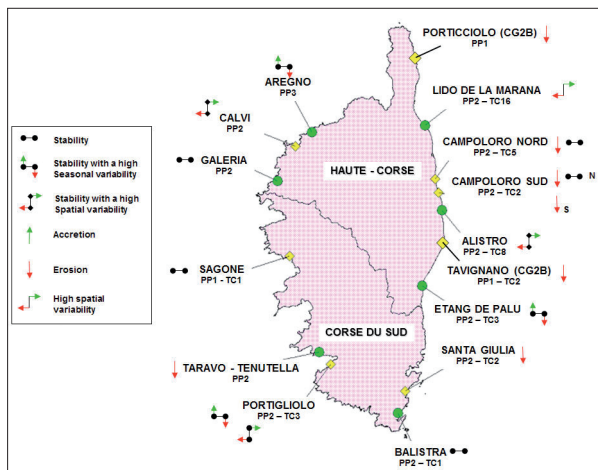 PORTICCIOLO (CG2B)
PP1
AREGNO
PP3
LIDO DE LA MARANA
PP2 – TC16
CALVI
PP2
Stability
Stability with a high
Seasonal variability
Stability with a high
Spatial variability
Accretion
Erosion
High spatial
variability
GALERIA
PP2
HAUTE - CORSE
CAMPOLORO NORD
PP2 – TC5
CAMPOLORO SUD
PP2 – TC2
N
S
ALISTRO
PP2 – TC8
SAGONE
PP1 - TC1
TAVIGNANO (CG2B)
PP1 – TC2
ETANG DE PALU
PP2 – TC3
CORSE DU SUD
TARAVO - TENUTELLA
PP2
SANTA GIULIA
PP2 – TC2
PORTIGLIOLO
PP2 – TC3
BALISTRA
PP2 – TC1